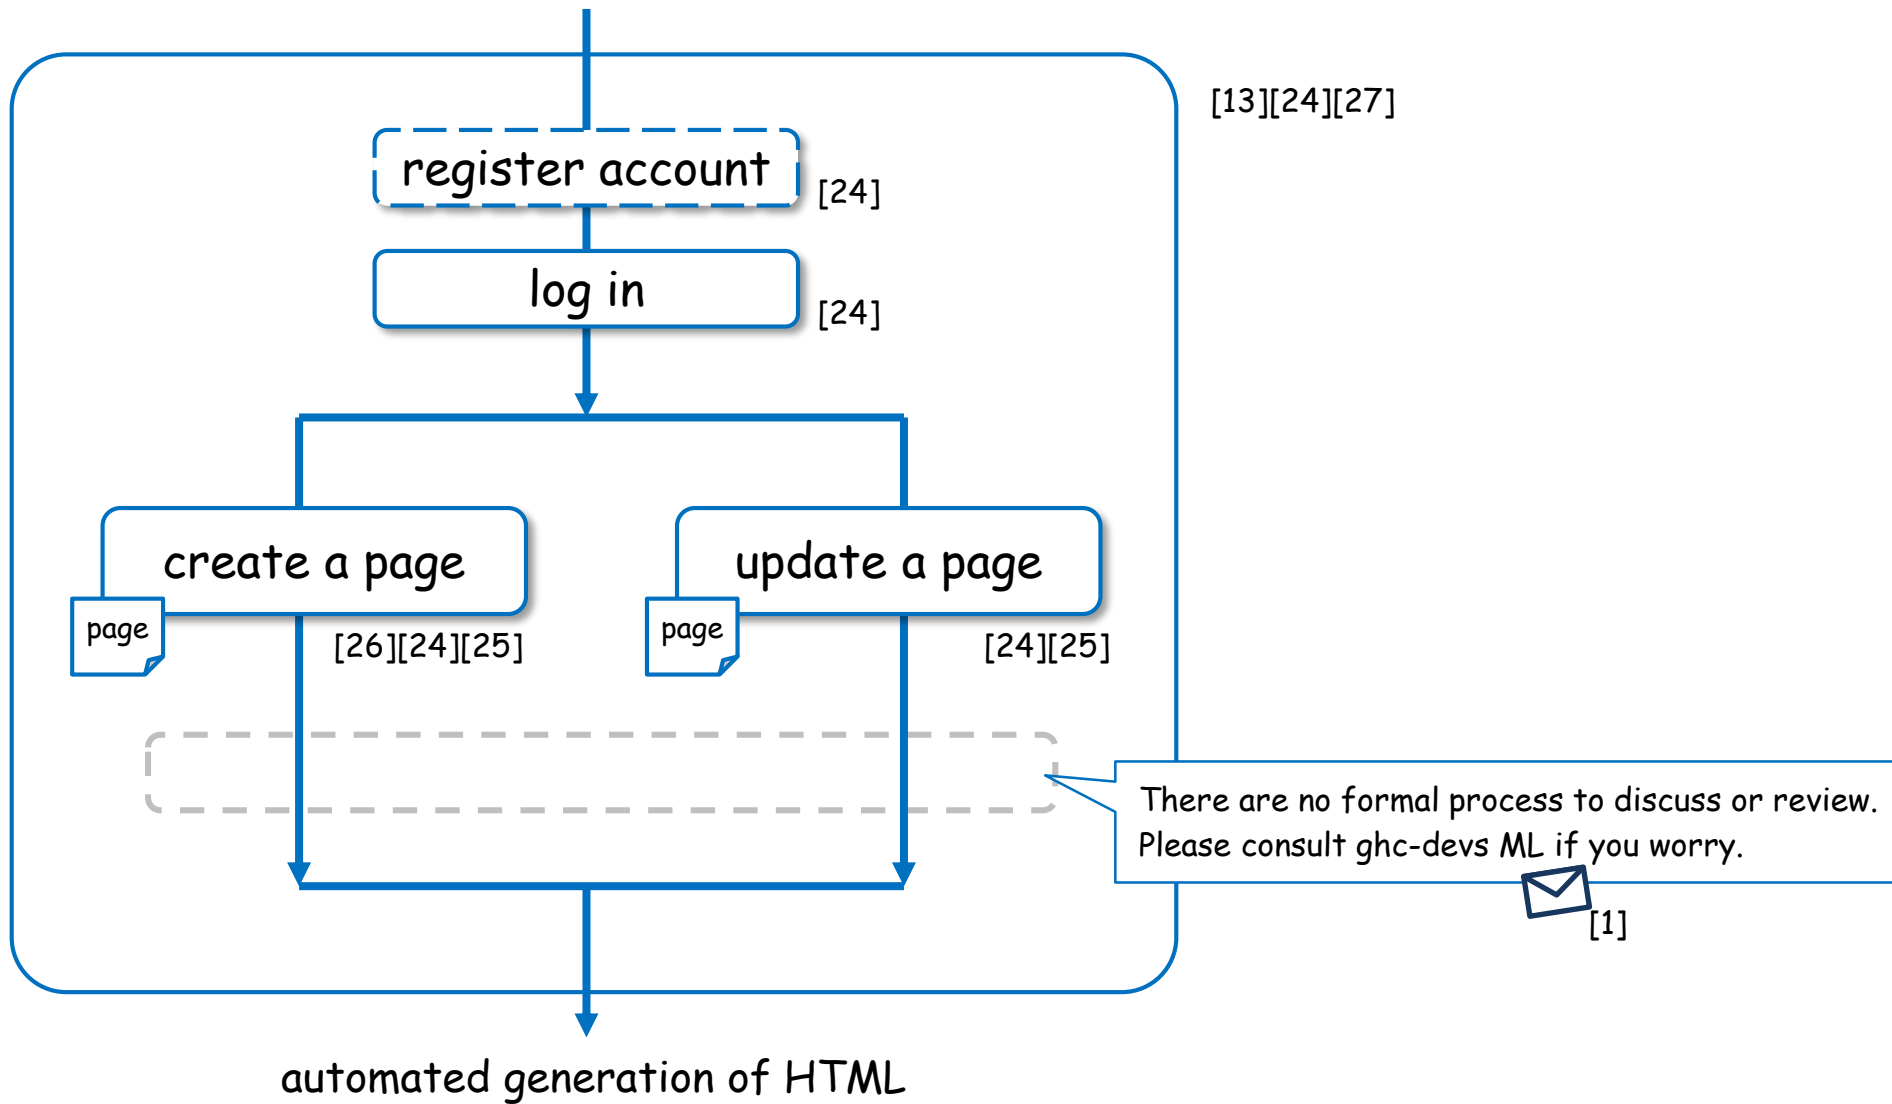 [13][24][27]
register account
[24]
log in
[24]
create a page
update a page
page
[26][24][25]
page
[24][25]
There are no formal process to discuss or review.
Please consult ghc-devs ML if you worry.
[1]
automated generation of HTML